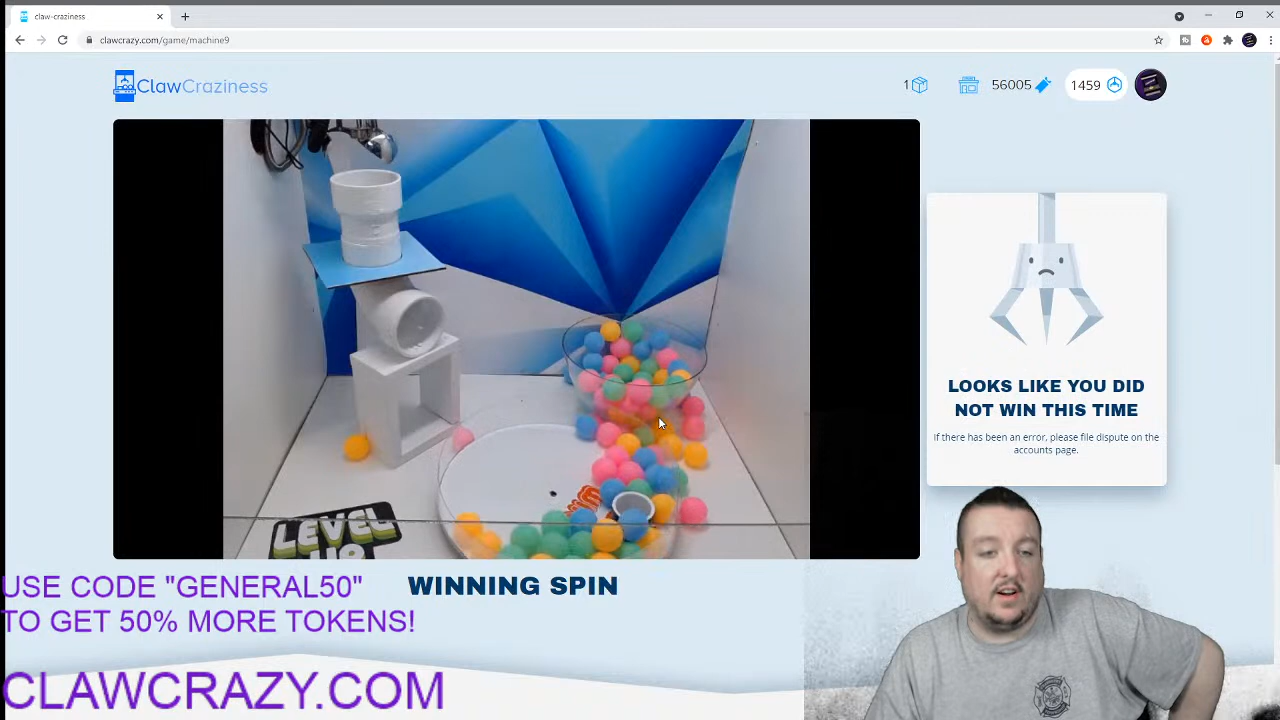 claw-craziness
clawcrazy.com/game/machine9
ClawCraziness
1
56005
1459
LOOKS LIKE YOU DID
NOT WIN THIS TIME
If there has been an error, please file dispute on the
accounts page.
LEVEL
WINNING SPIN
USE CODE "GENERAL50"
TO GET 50% MORE TOKENS!
CLAWCRAZY.COM